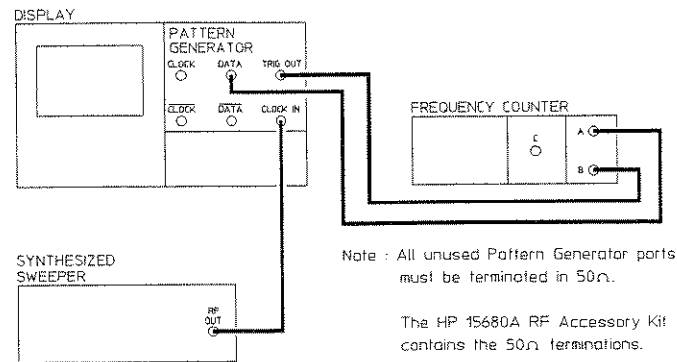 DISPLAY
PATTERN
GENERATOR
CLOCK DATA TRIG OUT
CLOCK DATA CLOCK IN
FREQUENCY COUNTER
A
C
B
Note : All unused Pattern Generator ports
must be terminated in 50Ω.
SYNTHESIZED
SWEEPER
RF
OUT
The HP 15680A RF Accessory Kit
contains the 50Ω terminations.